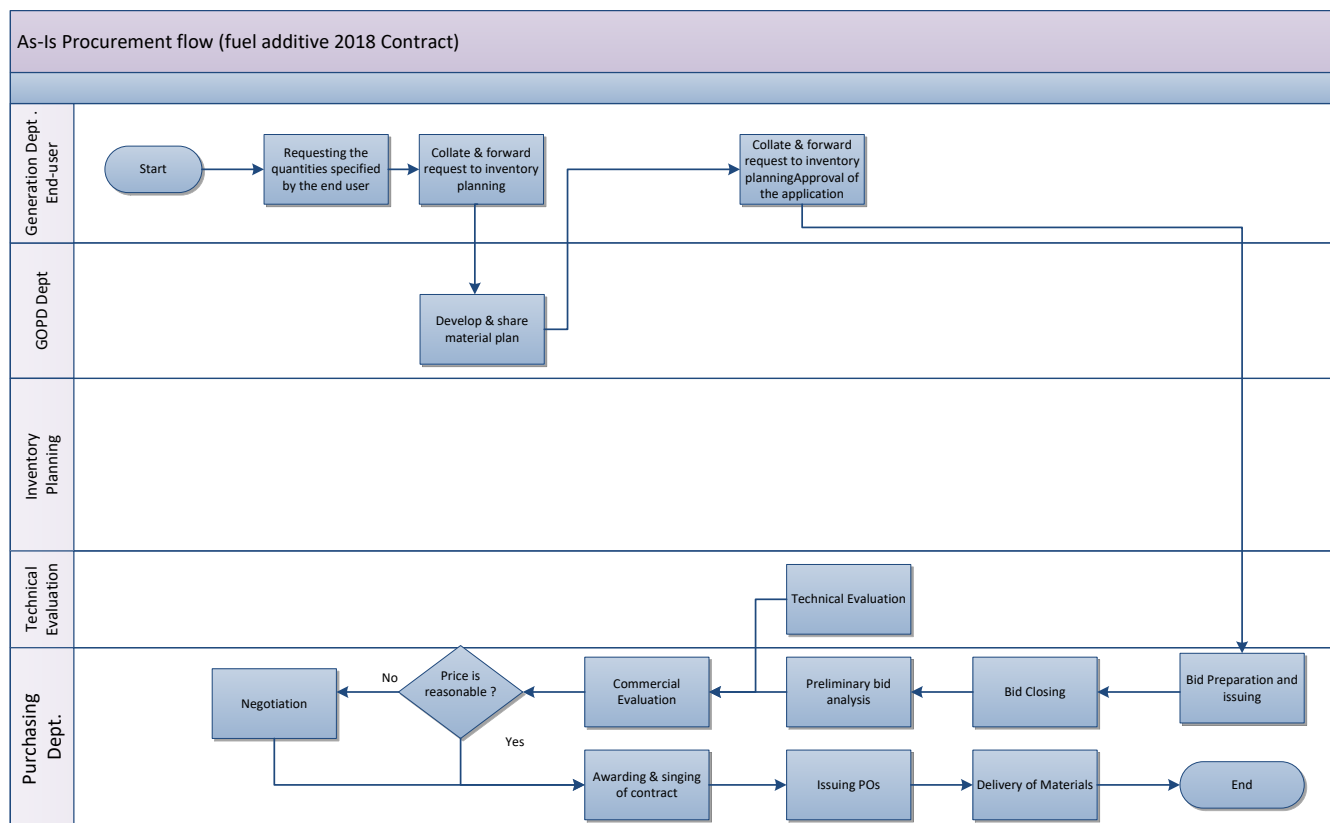 As-Is Procurement flow (fuel additive 2018 Contract)
Generation Dept .
End-user
Start
Requesting the
quantities specified
by the end user
Collate & forward
request to inventory
planning
Collate & forward
request to inventory
planningApproval of
the application
GOPD Dept
Develop & share
material plan
Inventory
Planning
Technical
Evaluation
Technical Evaluation
Purchasing
Dept.
Negotiation
No
Price is
reasonable ?
Yes
Commercial
Evaluation
Preliminary bid
analysis
Bid Closing
Bid Preparation and
issuing
Awarding & singing
of contract
Issuing POs
Delivery of Materials
End